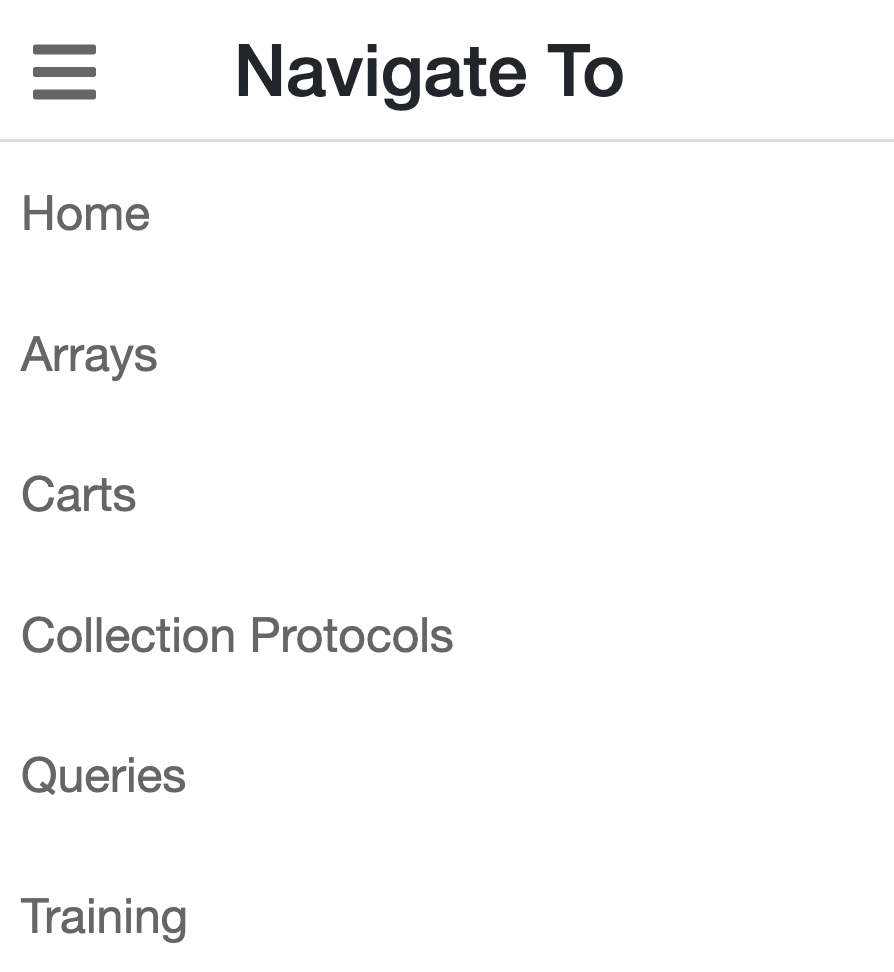 Navigate To
Home
Arrays
Carts
Collection Protocols
Queries
Training